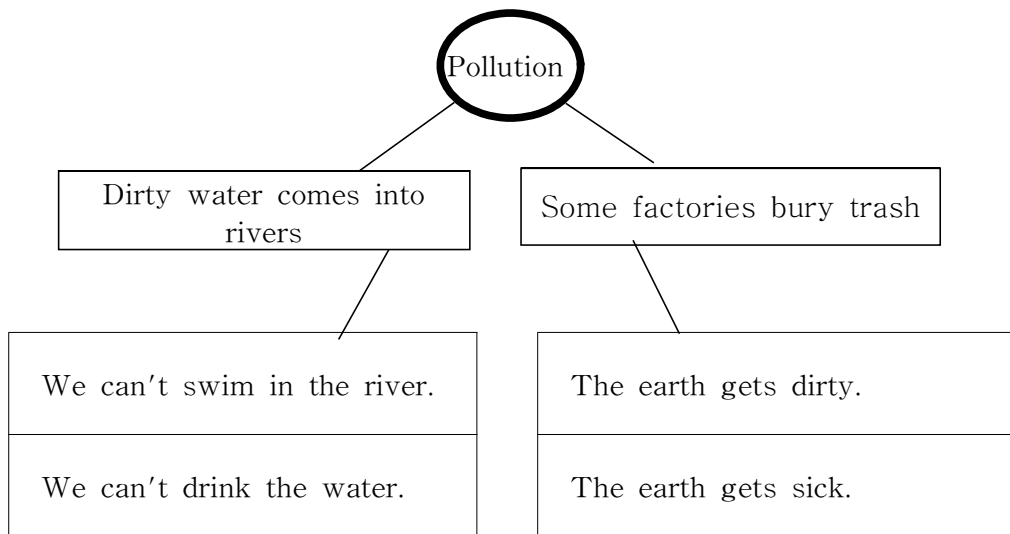 Pollution
Dirty water comes into
rivers
Some factories bury trash
We can't swim in the river.
We can't drink the water.
The earth gets dirty.
The earth gets sick.